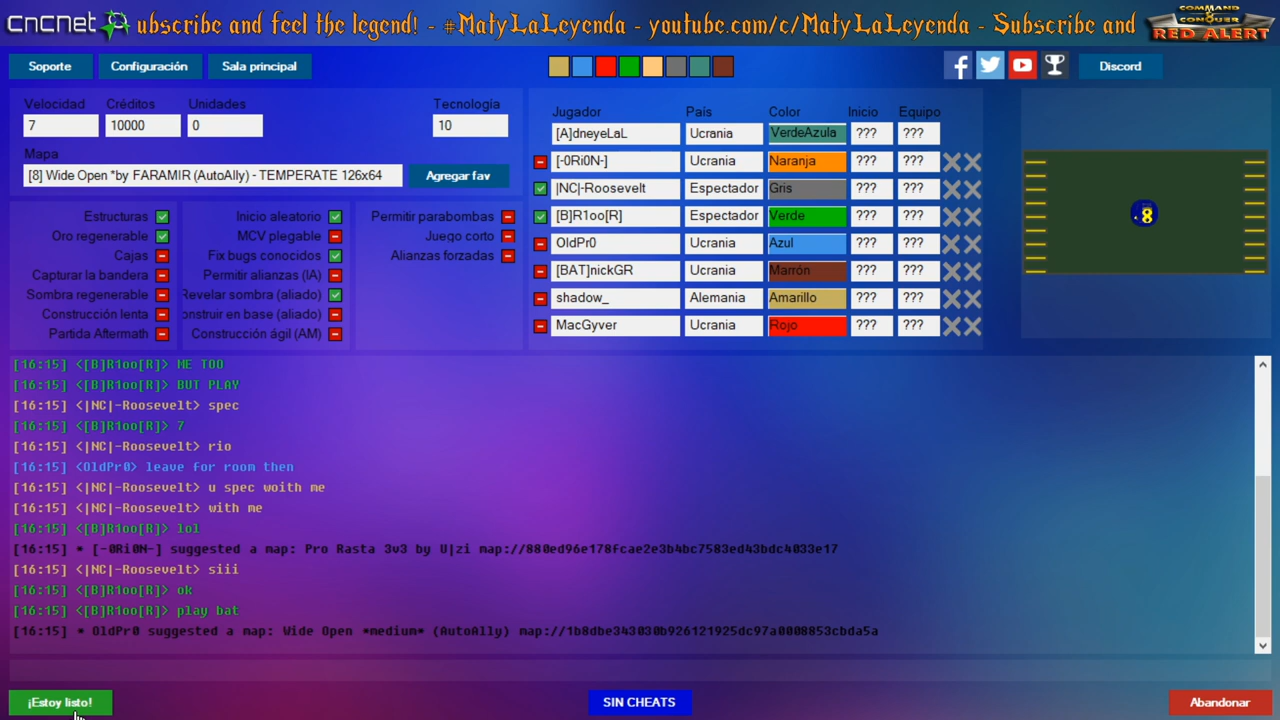 cncnet ubscribe and feel the legend! - #MatyLaLeyenda - youtube.com/c/MatyLaLeyenda - Subscribe and COMMAND & CONQUER RED ALERT
Soporte Configuración Sala principal Discord
Velocidad Créditos Unidades Tecnología
7 10000 0 10
Mapa
[8] Wide Open *by FARAMIR (AutoAlly) - TEMPERATE 126x64 Agregar fav
Estructuras Inicio aleatorio Permitir parabombas
Oro regenerable MCV plegable Juego corto
Cajas Fix bugs conocidos Alianzas forzadas
Capturar la bandera Permitir alianzas (IA)
Sombra regenerable Revelar sombra (aliado)
Construcción lenta onstruir en base (aliado)
Partida Aftermath Construcción ágil (AM)
Jugador País Color Inicio Equipo
[A]dneyeLaL Ucrania VerdeAzula ??? ???
[-0Ri0N-] Ucrania Naranja ??? ???
|NC|-Roosevelt Espectador Gris ??? ???
[B]R1oo[R] Espectador Verde ??? ???
OldPr0 Ucrania Azul ??? ???
[BAT]nickGR Ucrania Marrón ??? ???
shadow_ Alemania Amarillo ??? ???
MacGyver Ucrania Rojo ??? ???
8
[16:15] <[B]R1oo[R]> ME TOO
[16:15] <[B]R1oo[R]> BUT PLAY
[16:15] <|NC|-Roosevelt> spec
[16:15] <[B]R1oo[R]> 7
[16:15] <|NC|-Roosevelt> rio
[16:15] <OldPr0> leave for room then
[16:15] <|NC|-Roosevelt> u spec woith me
[16:15] <|NC|-Roosevelt> with me
[16:15] <[B]R1oo[R]> lol
[16:15] * [-0Ri0N-] suggested a map: Pro Rasta 3v3 by U|zi map://880ed96e178fcae2e3b4bc7583ed43bdc4033e17
[16:15] <|NC|-Roosevelt> siii
[16:15] <[B]R1oo[R]> ok
[16:15] <[B]R1oo[R]> play bat
[16:15] * OldPr0 suggested a map: Wide Open *medium* (AutoAlly) map://1b8dbe343030b926121925dc97a0008853cbda5a
¡Estoy listo! SIN CHEATS Abandonar